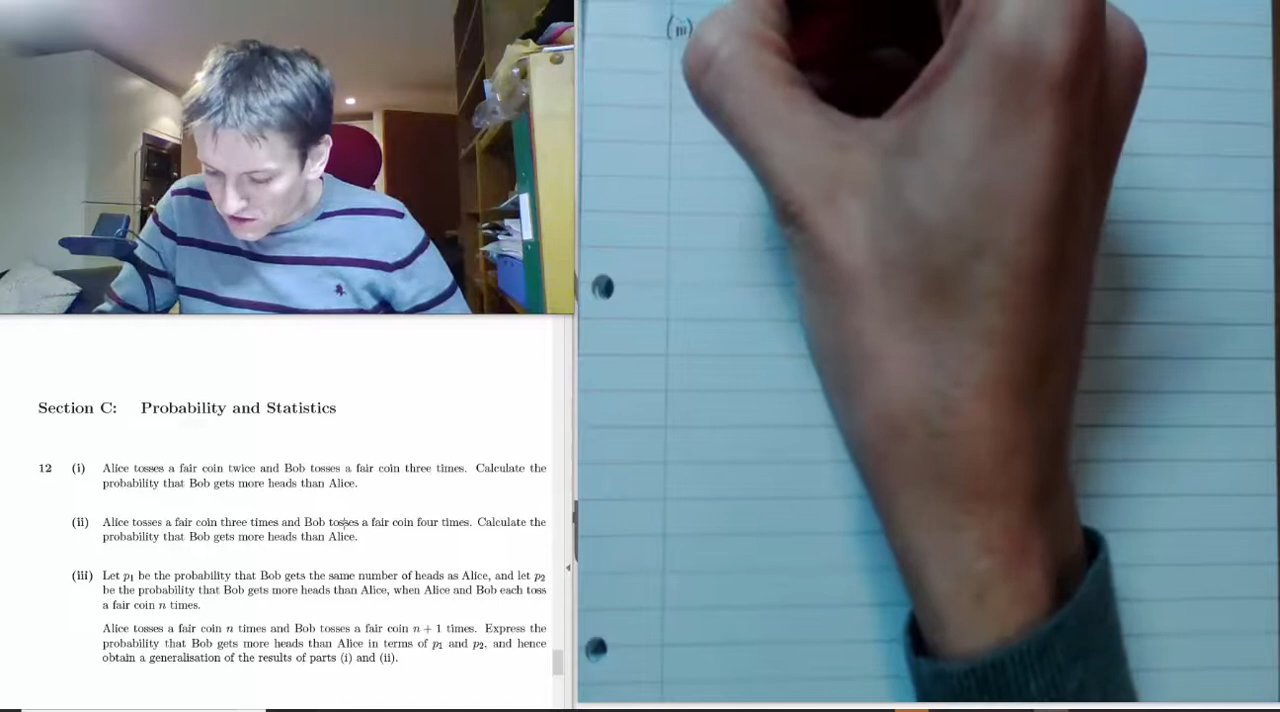 (iii)
Section C: Probability and Statistics
12 (i) Alice tosses a fair coin twice and Bob tosses a fair coin three times. Calculate the
probability that Bob gets more heads than Alice.
(ii) Alice tosses a fair coin three times and Bob tosses a fair coin four times. Calculate the
probability that Bob gets more heads than Alice.
(iii) Let p₁ be the probability that Bob gets the same number of heads as Alice, and let p₂
be the probability that Bob gets more heads than Alice, when Alice and Bob each toss
a fair coin n times.
Alice tosses a fair coin n times and Bob tosses a fair coin n + 1 times. Express the
probability that Bob gets more heads than Alice in terms of p₁ and p₂, and hence
obtain a generalisation of the results of parts (i) and (ii).